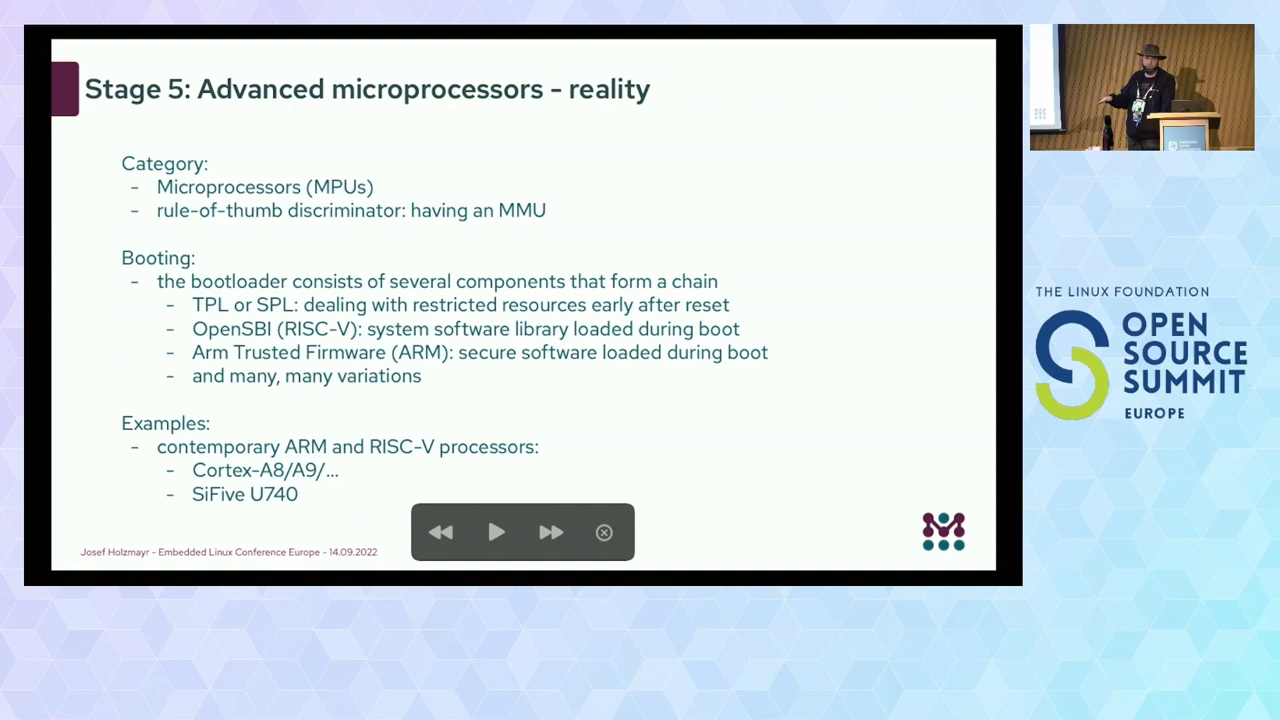 Stage 5: Advanced microprocessors - reality
Category:
- Microprocessors (MPUs)
- rule-of-thumb discriminator: having an MMU
Booting:
- the bootloader consists of several components that form a chain
- TPL or SPL: dealing with restricted resources early after reset
- OpenSBI (RISC-V): system software library loaded during boot
- Arm Trusted Firmware (ARM): secure software loaded during boot
- and many, many variations
Examples:
- contemporary ARM and RISC-V processors:
- Cortex-A8/A9/...
- SiFive U740
Josef Holzmayr - Embedded Linux Conference Europe - 14.09.2022
THE LINUX FOUNDATION
OPEN
SOURCE
SUMMIT
EUROPE